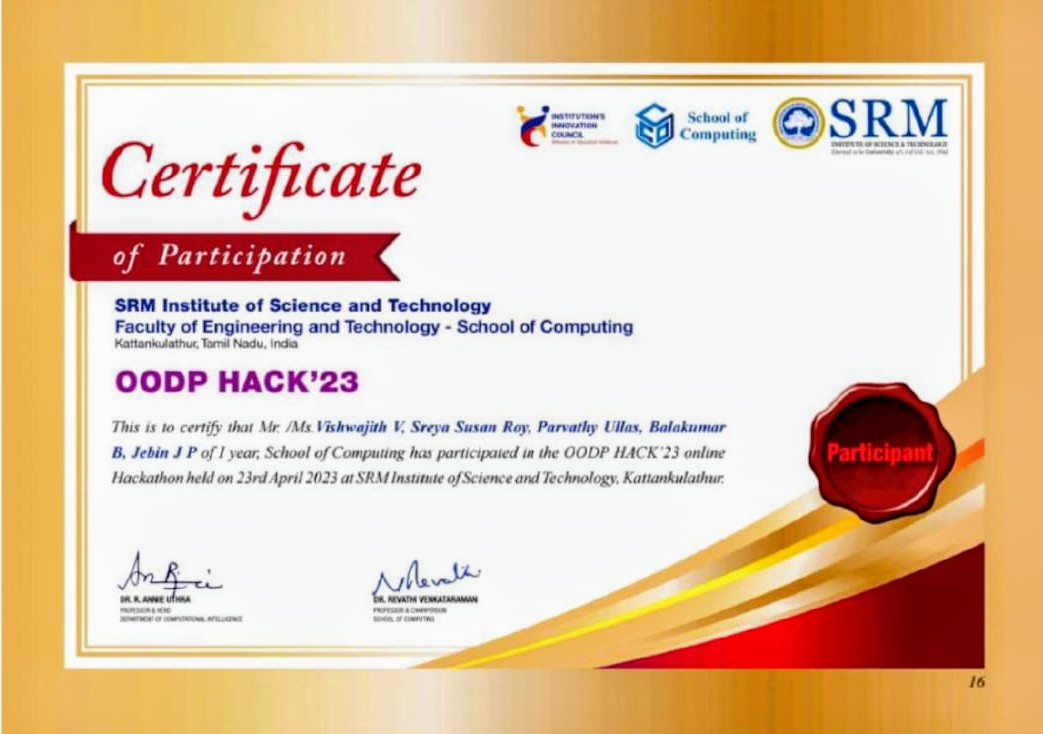 INSTITUTION'S
INNOVATION
COUNCIL
School of
Computing
SRM
INSTITUTE OF SCIENCE & TECHNOLOGY
Certificate
of Participation
SRM Institute of Science and Technology
Faculty of Engineering and Technology - School of Computing
Kattankulathur, Tamil Nadu, India
OODP HACK'23
This is to certify that Mr. /Ms. Vishwajith V, Sreya Susan Roy, Parvathy Ullas, Balakumar
B, Jebin J P of I year, School of Computing has participated in the OODP HACK'23 online
Hackathon held on 23rd April 2023 at SRM Institute of Science and Technology, Kattankulathur.
Participant
DR. R. ANNIE UTHRA
PROFESSOR & HEAD
DEPARTMENT OF COMPUTATIONAL INTELLIGENCE
DR. REVATHI VENKATARAMAN
PROFESSOR & CHAIRPERSON
SCHOOL OF COMPUTING
16